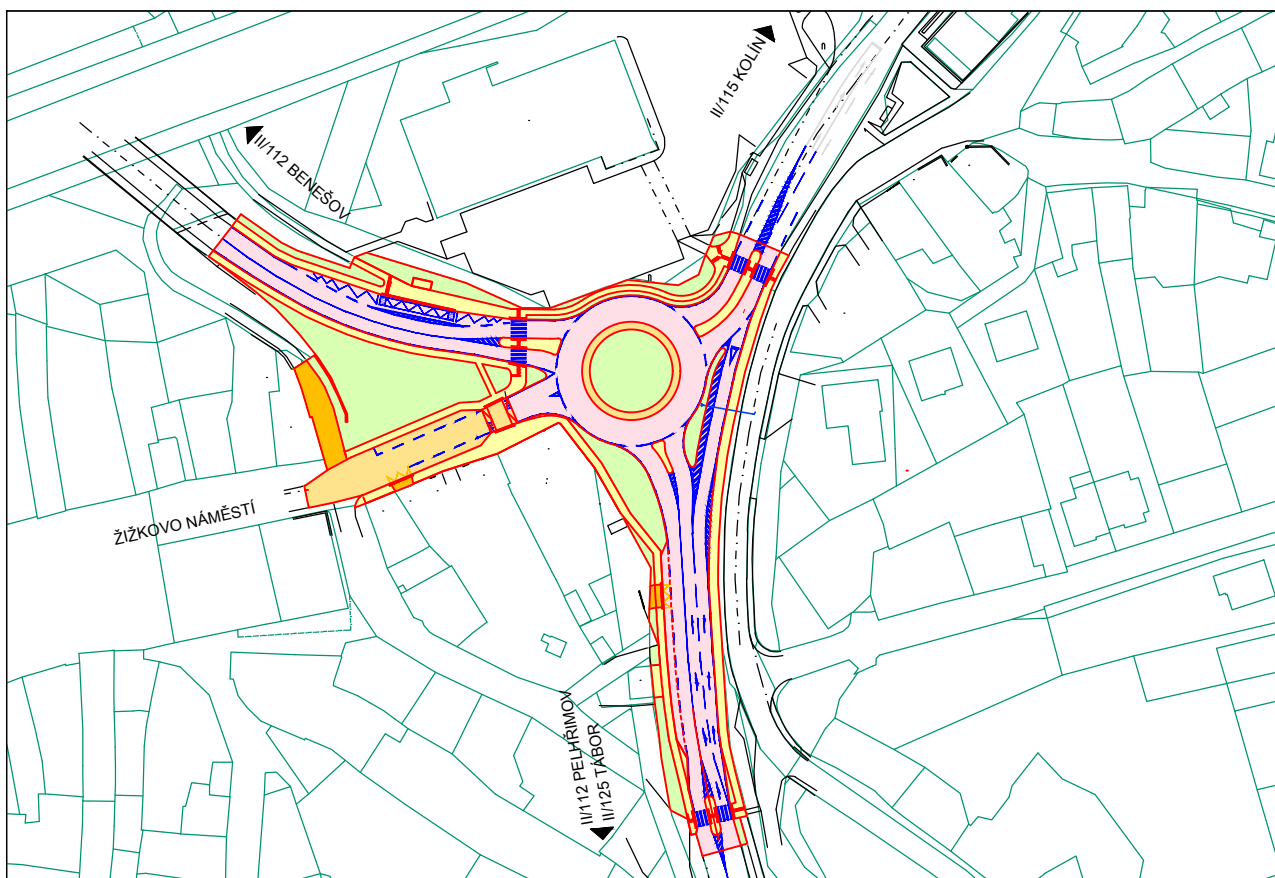 II/115 KOLÍN
II/112 BENEŠOV
ŽIŽKOVO NÁMĚSTÍ
II/112 PELHŘIMOV
II/125 TÁBOR